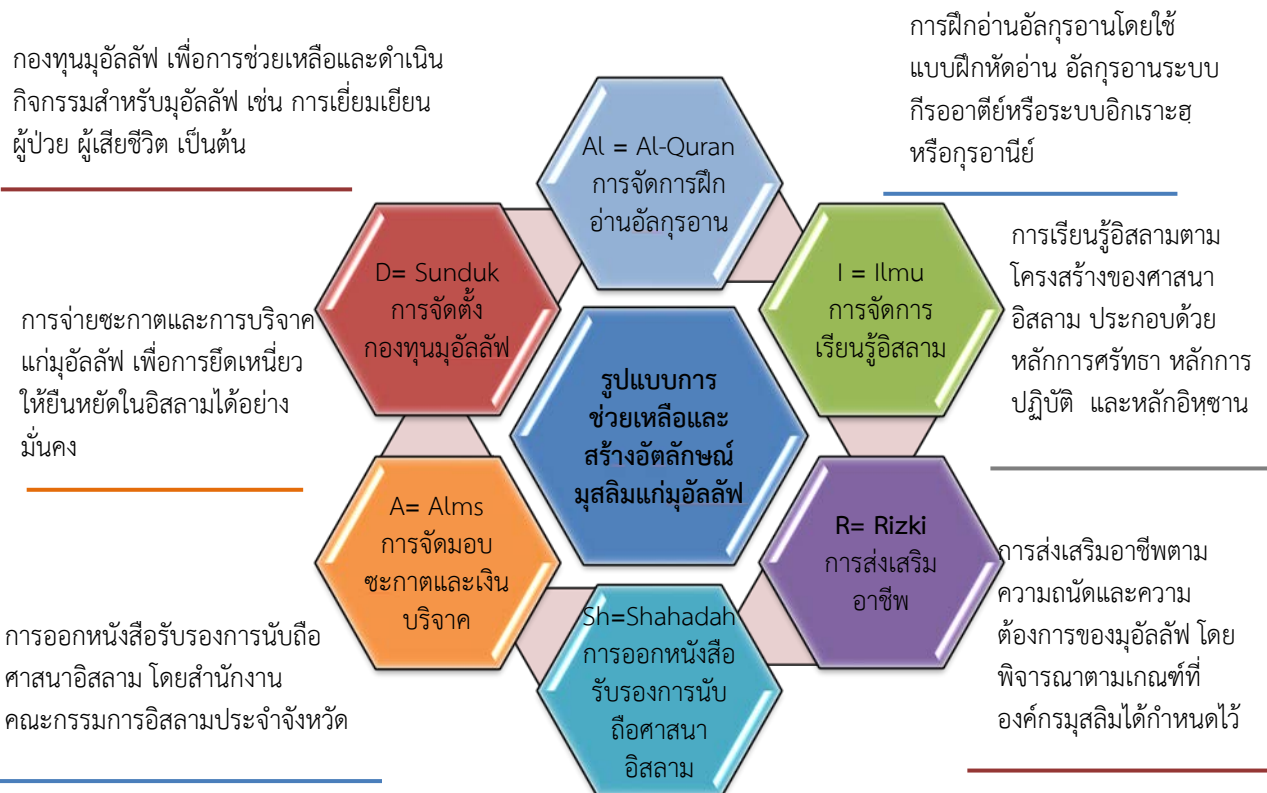 กองทุนมุอัลลัฟ เพื่อการช่วยเหลือและดำเนิน
กิจกรรมสำหรับมุอัลลัฟ เช่น การเยี่ยมเยียน
ผู้ป่วย ผู้เสียชีวิต เป็นต้น
การฝึกอ่านอัลกุรอานโดยใช้
แบบฝึกหัดอ่าน อัลกุรอานระบบ
กีรออาตีย์หรือระบบอิกเราะฮฺ
หรือกุรอานีย์
Al = Al-Quran
การจัดการฝึก
อ่านอัลกุรอาน
D= Sunduk
การจัดตั้ง
กองทุนมุอัลลัฟ
I = Ilmu
การจัดการ
เรียนรู้อิสลาม
การเรียนรู้อิสลามตาม
โครงสร้างของศาสนา
อิสลาม ประกอบด้วย
หลักการศรัทธา หลักการ
ปฏิบัติ และหลักอิหฺซาน
การจ่ายซะกาตและการบริจาค
แก่มุอัลลัฟ เพื่อการยึดเหนี่ยว
ให้ยืนหยัดในอิสลามได้อย่าง
มั่นคง
รูปแบบการ
ช่วยเหลือและ
สร้างอัตลักษณ์
มุสลิมแก่มุอัลลัฟ
A= Alms
การจัดมอบ
ซะกาตและเงิน
บริจาค
R= Rizki
การส่งเสริม
อาชีพ
การส่งเสริมอาชีพตาม
ความถนัดและความ
ต้องการของมุอัลลัฟ โดย
พิจารณาตามเกณฑ์ที่
องค์กรมุสลิมได้กำหนดไว้
การออกหนังสือรับรองการนับถือ
ศาสนาอิสลาม โดยสำนักงาน
คณะกรรมการอิสลามประจำจังหวัด
Sh=Shahadah
การออกหนังสือ
รับรองการนับ
ถือศาสนา
อิสลาม